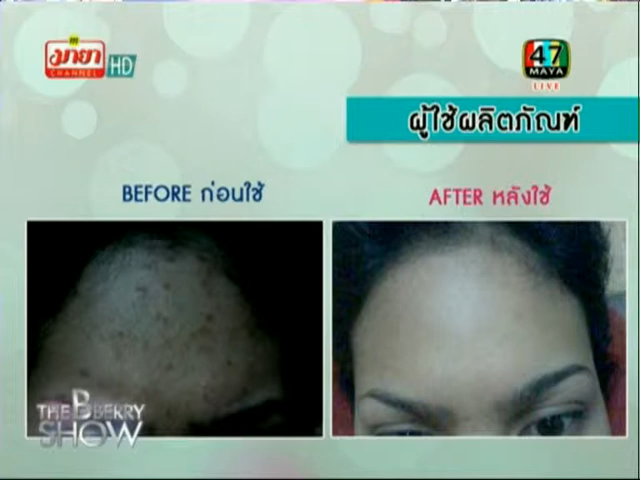 มายา
CHANNEL
HD
47
MAYA
LIVE
ผู้ใช้ผลิตภัณฑ์
BEFORE ก่อนใช้
AFTER หลังใช้
THE BBERRY
SHOW